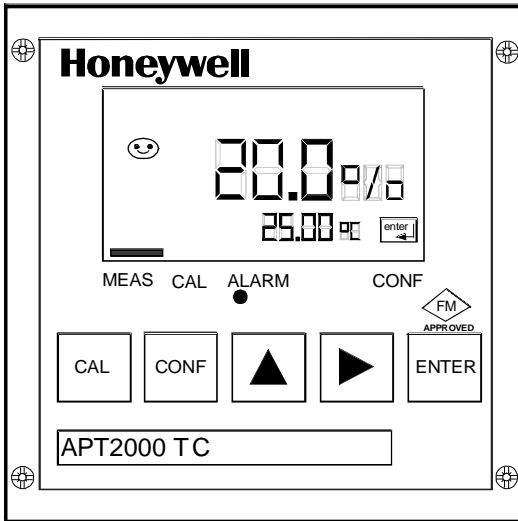 Honeywell
20.0%
25.00 °C
enter
MEAS CAL ALARM CONF
FM
APPROVED
CAL CONF ENTER
APT2000 TC